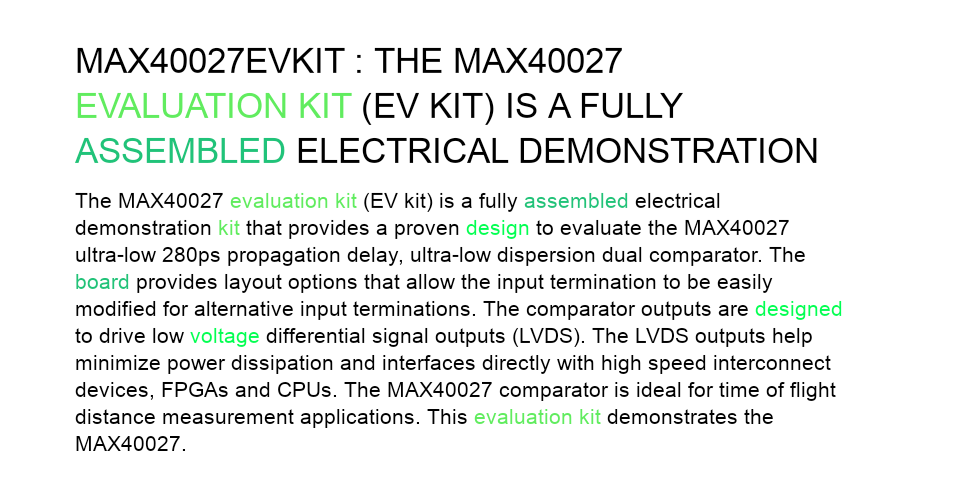 MAX40027EVKIT : THE MAX40027
EVALUATION KIT (EV KIT) IS A FULLY
ASSEMBLED ELECTRICAL DEMONSTRATION
The MAX40027 evaluation kit (EV kit) is a fully assembled electrical
demonstration kit that provides a proven design to evaluate the MAX40027
ultra-low 280ps propagation delay, ultra-low dispersion dual comparator. The
board provides layout options that allow the input termination to be easily
modified for alternative input terminations. The comparator outputs are designed
to drive low voltage differential signal outputs (LVDS). The LVDS outputs help
minimize power dissipation and interfaces directly with high speed interconnect
devices, FPGAs and CPUs. The MAX40027 comparator is ideal for time of flight
distance measurement applications. This evaluation kit demonstrates the
MAX40027.